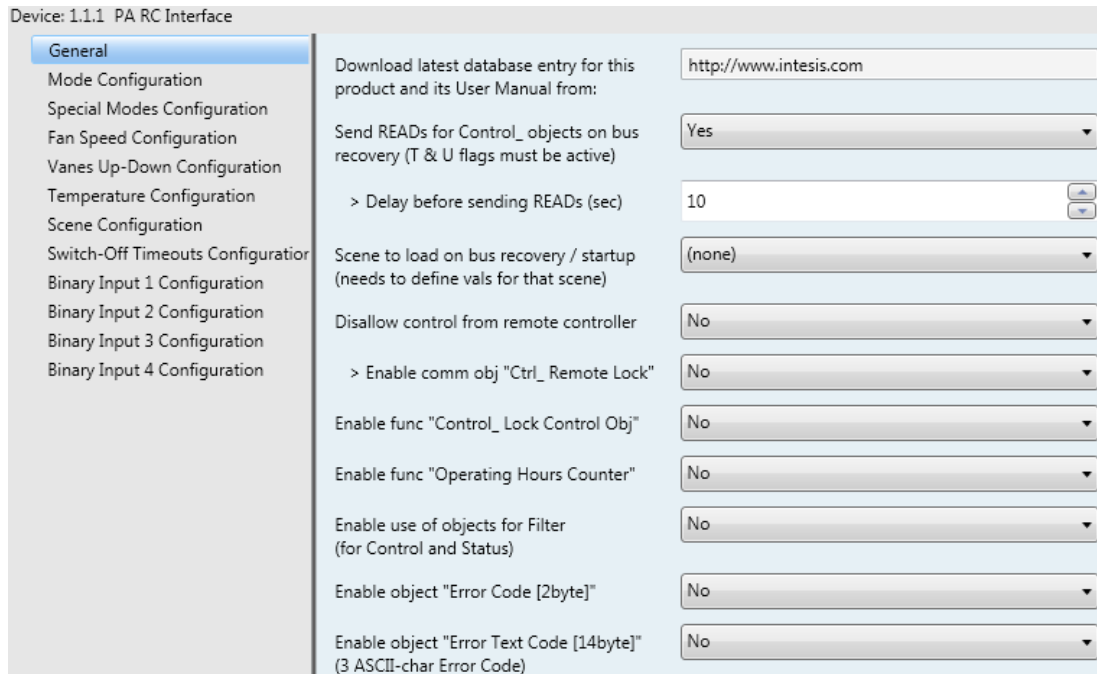 Device: 1.1.1  PA RC Interface
General
Mode Configuration
Special Modes Configuration
Fan Speed Configuration
Vanes Up-Down Configuration
Temperature Configuration
Scene Configuration
Switch-Off Timeouts Configuration
Binary Input 1 Configuration
Binary Input 2 Configuration
Binary Input 3 Configuration
Binary Input 4 Configuration
Download latest database entry for this
product and its User Manual from:
http://www.intesis.com
Send READs for Control_ objects on bus
recovery (T & U flags must be active)
Yes
> Delay before sending READs (sec)
10
Scene to load on bus recovery / startup
(needs to define vals for that scene)
(none)
Disallow control from remote controller
No
> Enable comm obj "Ctrl_ Remote Lock"
No
Enable func "Control_ Lock Control Obj"
No
Enable func "Operating Hours Counter"
No
Enable use of objects for Filter
(for Control and Status)
No
Enable object "Error Code [2byte]"
No
Enable object "Error Text Code [14byte]"
(3 ASCII-char Error Code)
No